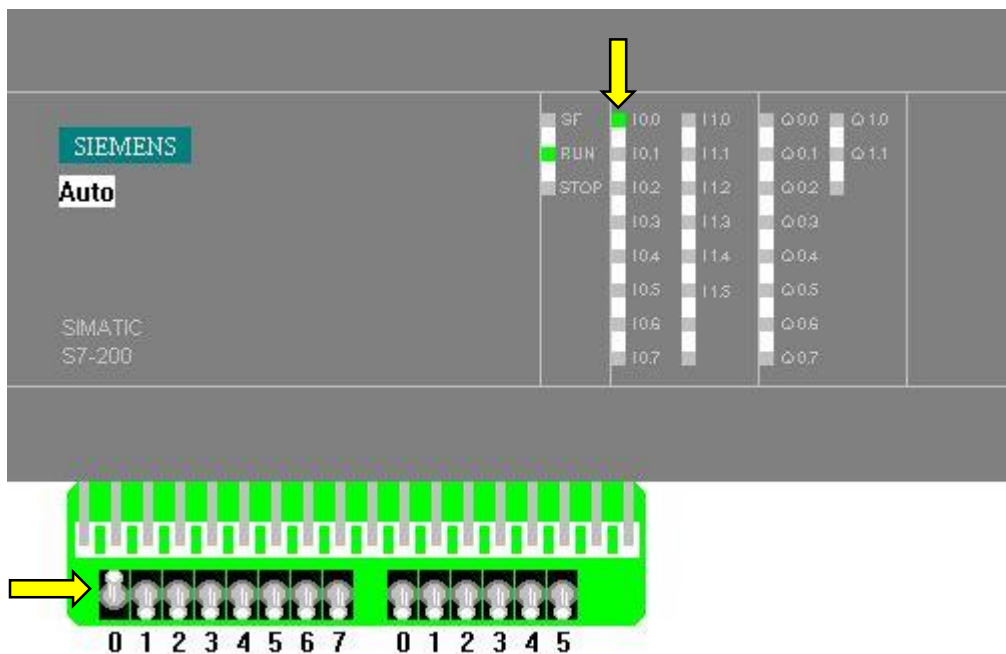 SF I0.0 I1.0 Q0.0 Q1.0
SIEMENS
RUN I0.1 I1.1 Q0.1 Q1.1
Auto
STOP I0.2 I1.2 Q0.2
I0.3 I1.3 Q0.3
I0.4 I1.4 Q0.4
I0.5 I1.5 Q0.5
SIMATIC
I0.6 Q0.6
S7-200
I0.7 Q0.7
0 1 2 3 4 5 6 7 0 1 2 3 4 5